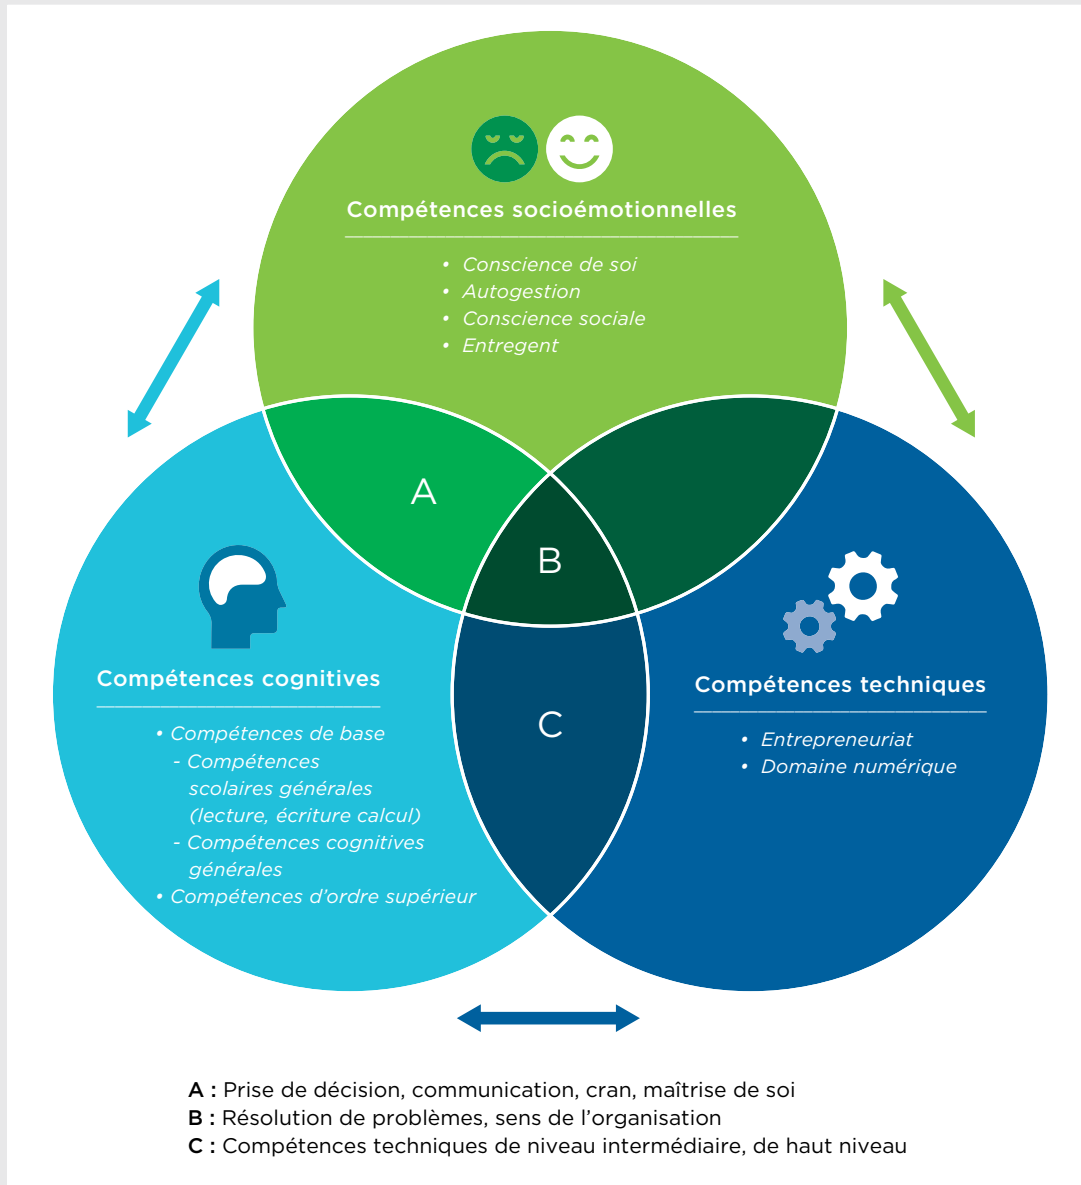 Compétences socioémotionnelles
• Conscience de soi
• Autogestion
• Conscience sociale
• Entregent
A
B
C
Compétences cognitives
• Compétences de base
- Compétences
scolaires générales
(lecture, écriture calcul)
- Compétences cognitives
générales
• Compétences d'ordre supérieur
Compétences techniques
• Entrepreneuriat
• Domaine numérique
A : Prise de décision, communication, cran, maîtrise de soi
B : Résolution de problèmes, sens de l'organisation
C : Compétences techniques de niveau intermédiaire, de haut niveau